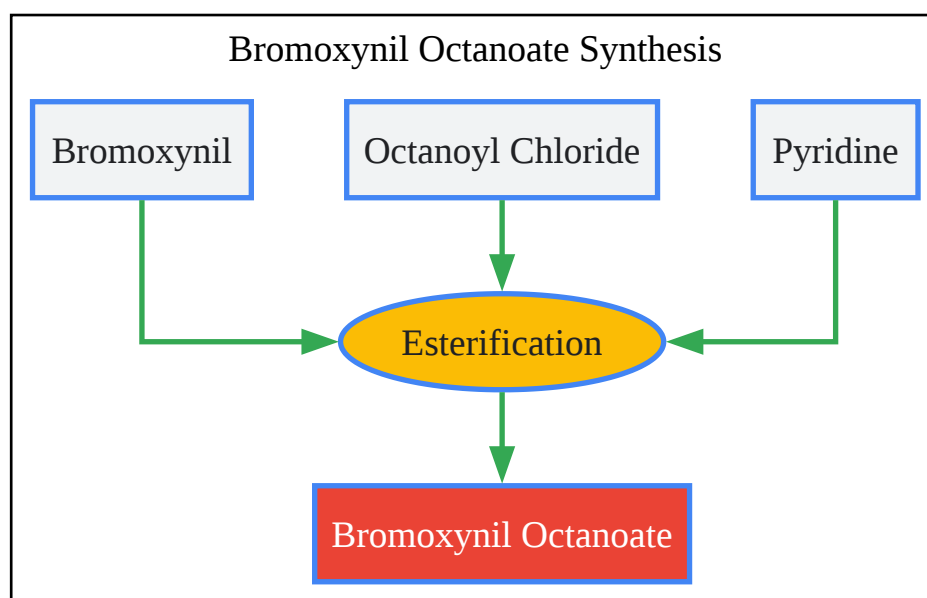 Bromoxynil Octanoate Synthesis
Bromoxynil
Octanoyl Chloride
Pyridine
Esterification
Bromoxynil Octanoate